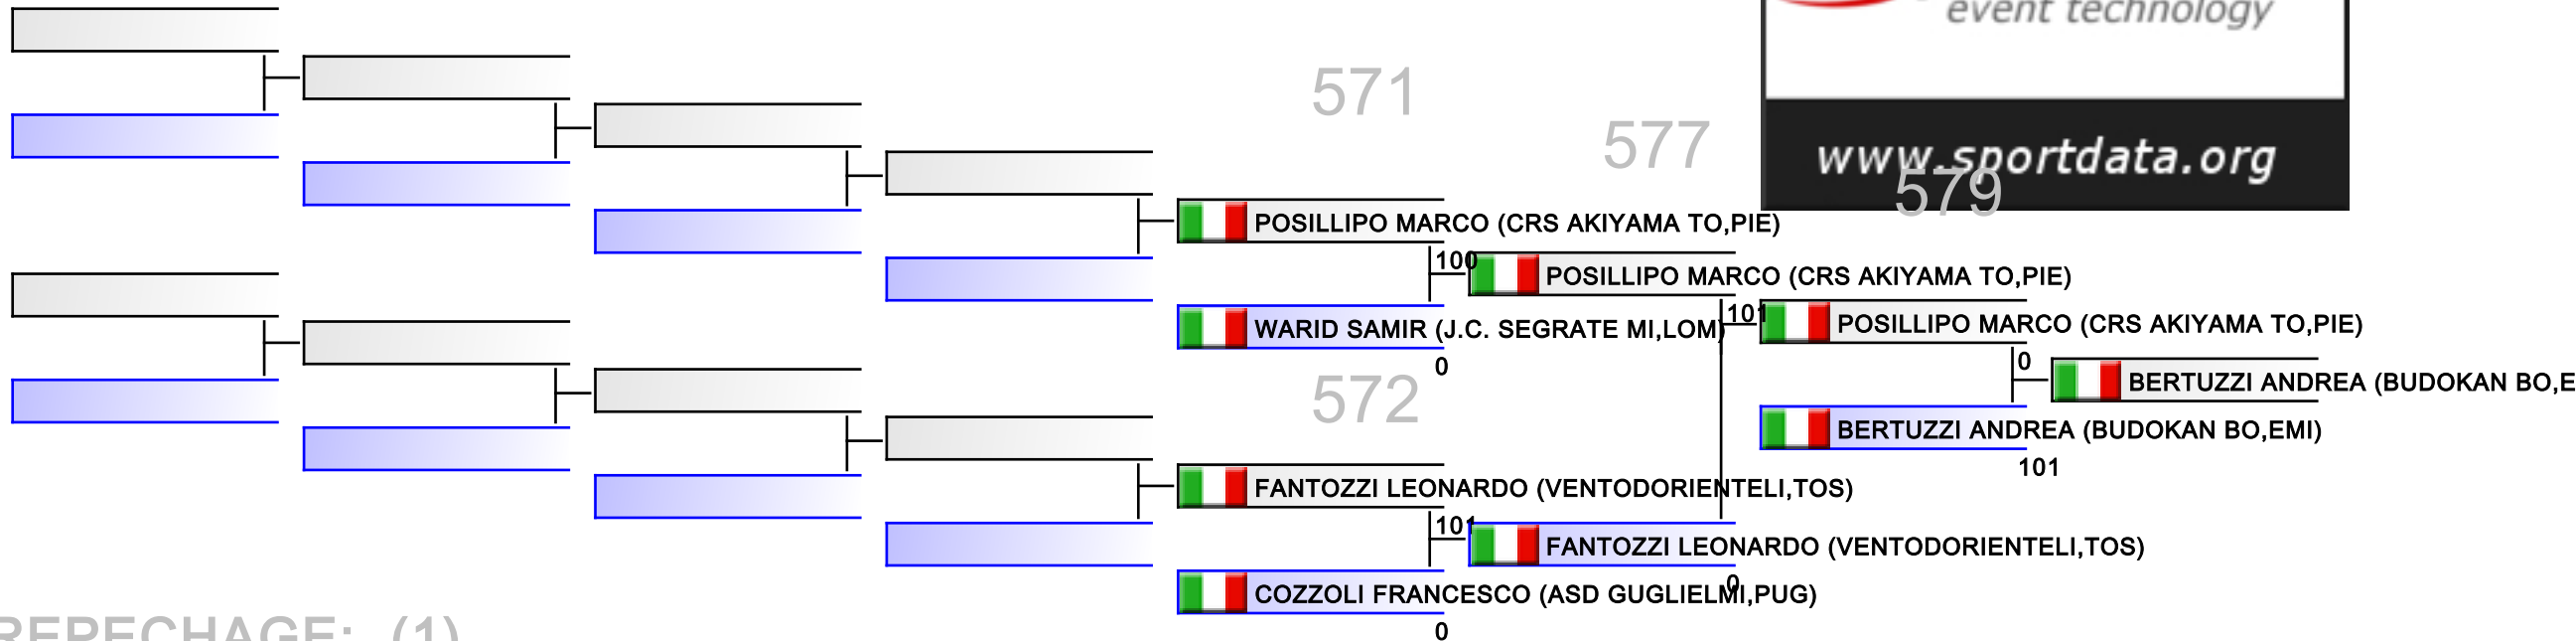 event technology
571
577
www.sportdata.org
579
POSILLIPO MARCO (CRS AKIYAMA TO,PIE)
100
POSILLIPO MARCO (CRS AKIYAMA TO,PIE)
WARID SAMIR (J.C. SEGRATE MI,LOM)
0
101
POSILLIPO MARCO (CRS AKIYAMA TO,PIE)
0
BERTUZZI ANDREA (BUDOKAN BO,E
572
BERTUZZI ANDREA (BUDOKAN BO,EMI)
101
FANTOZZI LEONARDO (VENTODORIENTELI,TOS)
101
FANTOZZI LEONARDO (VENTODORIENTELI,TOS)
0
COZZOLI FRANCESCO (ASD GUGLIELMI,PUG)
0
REPECHAGE: (1)